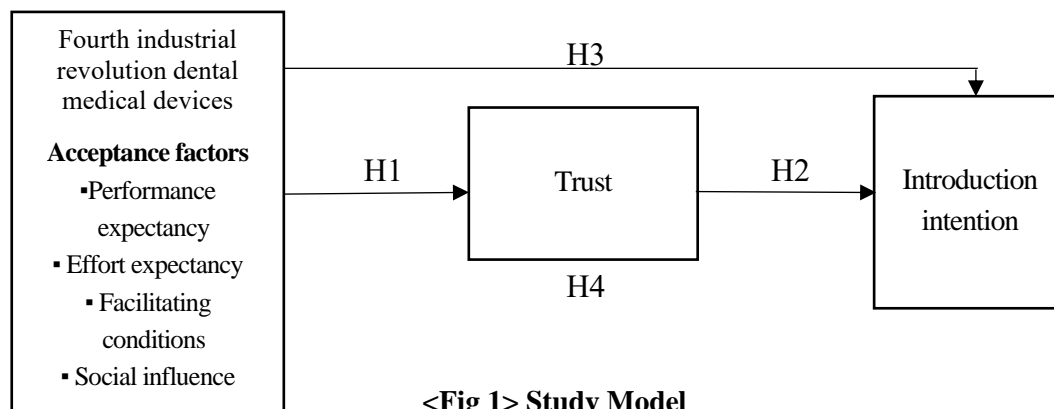 Fourth industrial
revolution dental
medical devices
Acceptance factors
▪Performance
expectancy
▪ Effort expectancy
▪ Facilitating
conditions
▪ Social influence
H3
H1
Trust
H2
H4
Introduction
intention
<Fig 1> Study Model